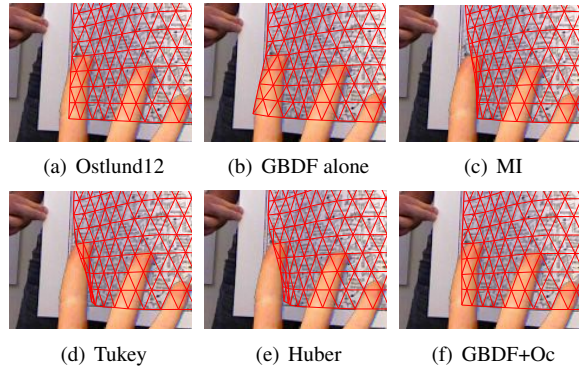 (a) Ostlund12
(b) GBDF alone
(c) MI
(d) Tukey
(e) Huber
(f) GBDF+Oc